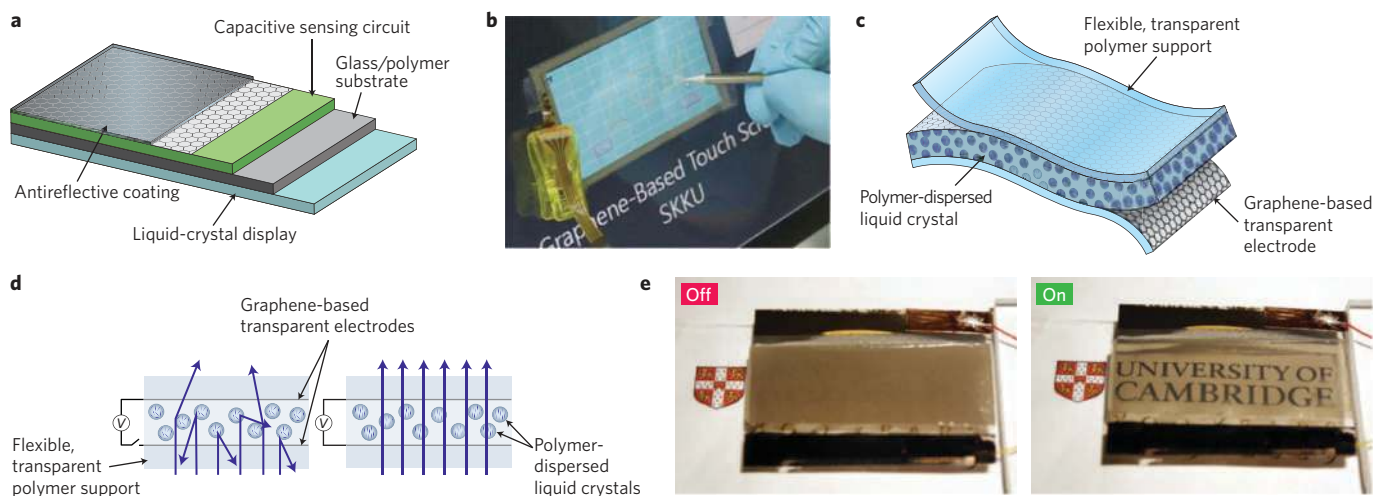 a
Capacitive sensing circuit
Glass/polymer
substrate
Antireflective coating
Liquid-crystal display
b
Graphene-Based Touch Scr
SKKU
c
Flexible, transparent
polymer support
Polymer-dispersed
liquid crystal
Graphene-based
transparent
electrode
d
Graphene-based
transparent electrodes
V
V
Flexible,
transparent
polymer support
Polymer-
dispersed
liquid crystals
e
Off
On
UNIVERSITY OF
CAMBRIDGE